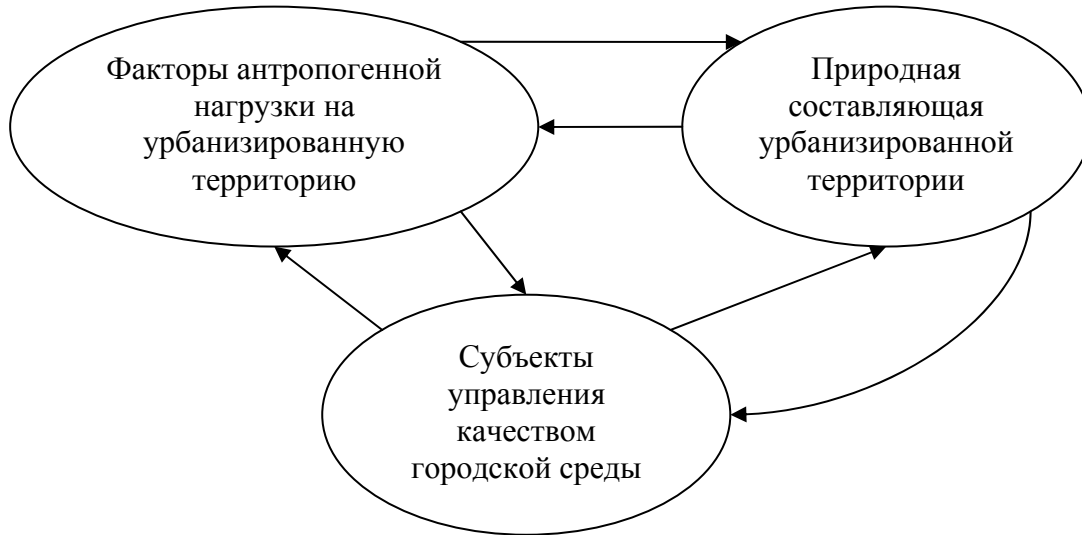 Факторы антропогенной
нагрузки на
урбанизированную
территорию
Природная
составляющая
урбанизированной
территории
Субъекты
управления
качеством
городской среды